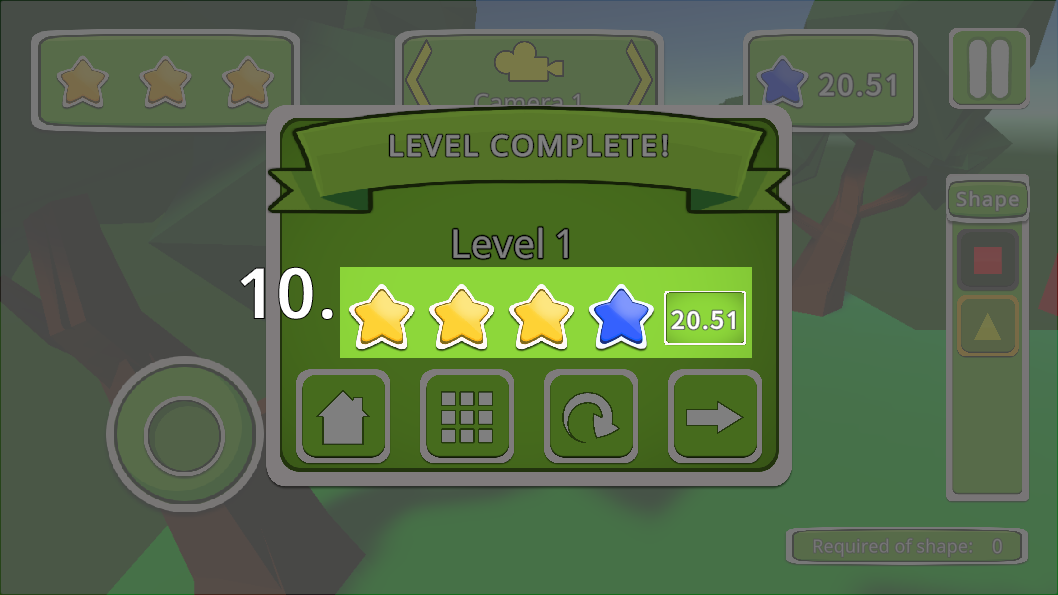 Camera 1
20.51
LEVEL COMPLETE!
Shape
Level 1
10.
20.51
Required of shape: 0